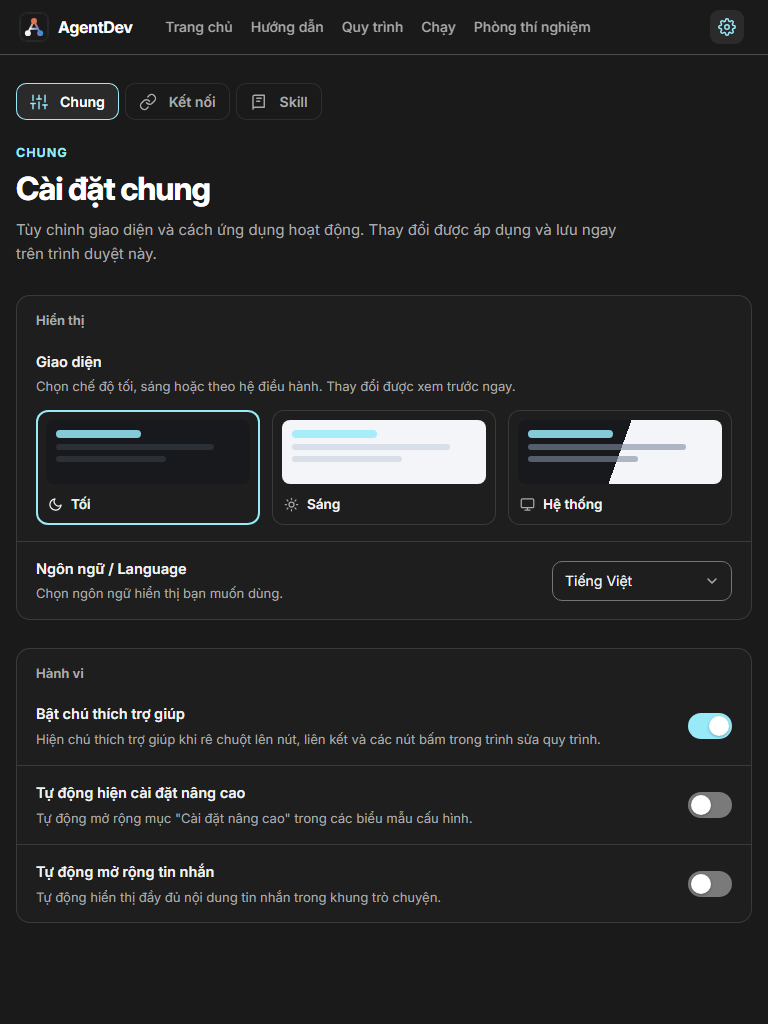 AgentDev
Trang chủ
Hướng dẫn
Quy trình
Chạy
Phòng thí nghiệm
Chung
Kết nối
Skill
CHUNG
Cài đặt chung
Tùy chỉnh giao diện và cách ứng dụng hoạt động. Thay đổi được áp dụng và lưu ngay
trên trình duyệt này.
Hiển thị
Giao diện
Chọn chế độ tối, sáng hoặc theo hệ điều hành. Thay đổi được xem trước ngay.
Tối
Sáng
Hệ thống
Ngôn ngữ / Language
Chọn ngôn ngữ hiển thị bạn muốn dùng.
Tiếng Việt
Hành vi
Bật chú thích trợ giúp
Hiện chú thích trợ giúp khi rê chuột lên nút, liên kết và các nút bấm trong trình sửa quy trình.
Tự động hiện cài đặt nâng cao
Tự động mở rộng mục "Cài đặt nâng cao" trong các biểu mẫu cấu hình.
Tự động mở rộng tin nhắn
Tự động hiển thị đầy đủ nội dung tin nhắn trong khung trò chuyện.